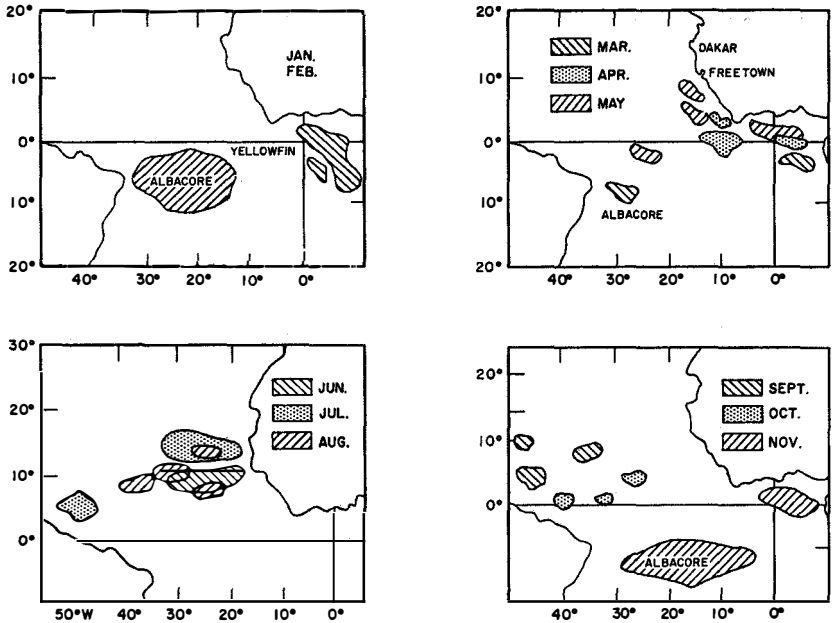 20°
JAN.
FEB.
10°
0°
YELLOWFIN
ALBACORE
10°
20°
40°
30°
20°
10°
0°
20°
MAR.
DAKAR
10°
APR.
FREETOWN
MAY
0°
10°
ALBACORE
20°
40°
30°
20°
10°
0°
30°
JUN.
20°
JUL.
AUG.
10°
0°
50°W
40°
30°
20°
0°
20°
SEPT.
OCT.
10°
NOV.
0°
ALBACORE
40°
30°
20°
10°
0°